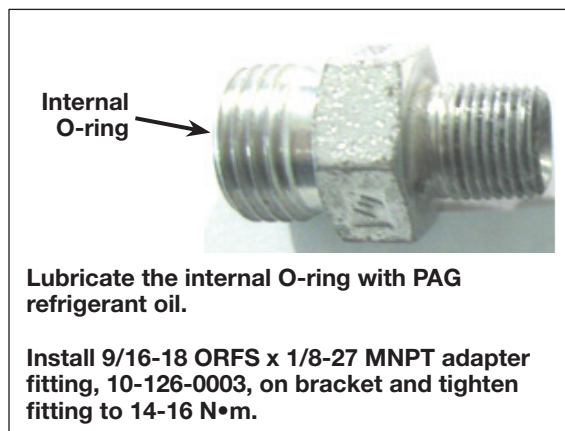 Internal
O-ring
Lubricate the internal O-ring with PAG
refrigerant oil.
Install 9/16-18 ORFS x 1/8-27 MNPT adapter
fitting, 10-126-0003, on bracket and tighten
fitting to 14-16 N•m.